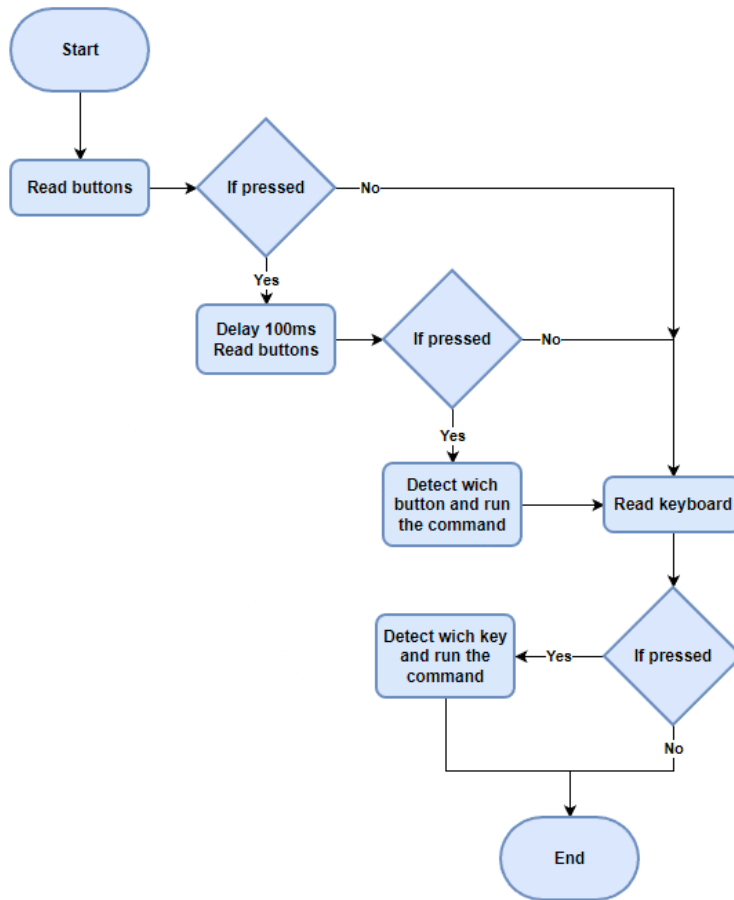 Start
Read buttons
If pressed
No
Yes
Delay 100ms
Read buttons
If pressed
No
Yes
Detect wich
button and run
the command
Read keyboard
If pressed
Yes
Detect wich key
and run the
command
No
End